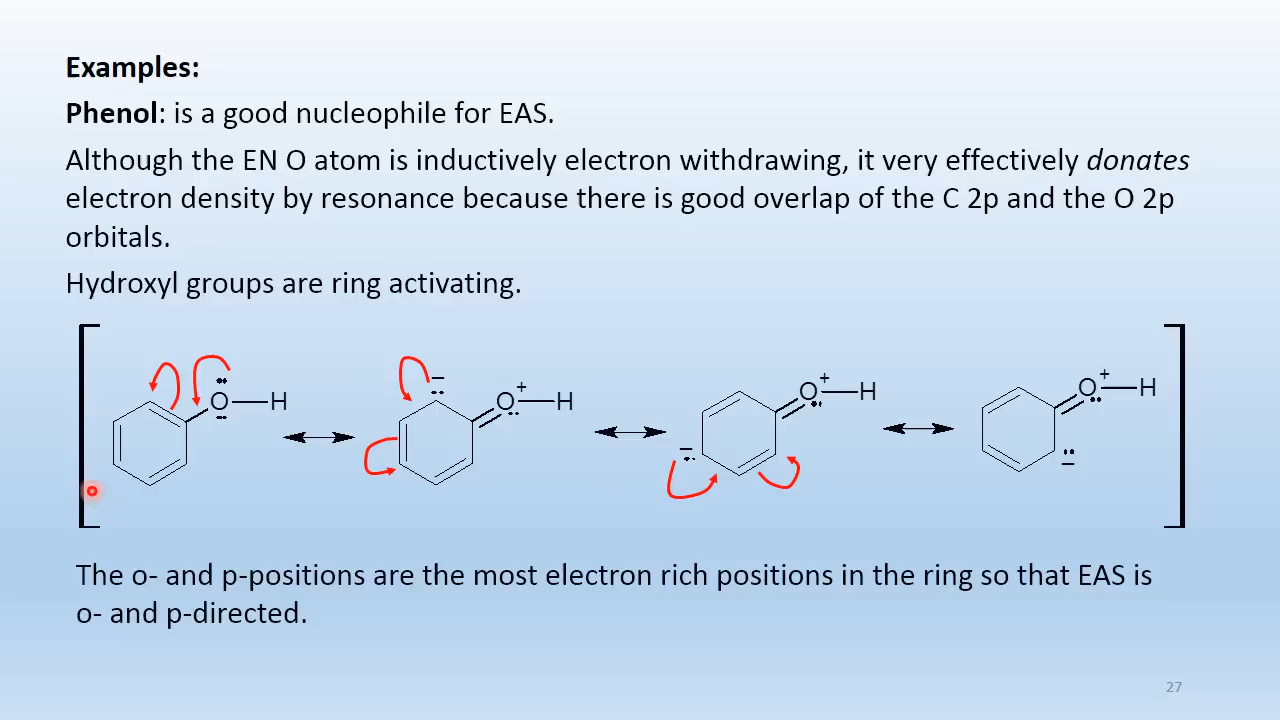 Examples:
Phenol: is a good nucleophile for EAS.
Although the EN O atom is inductively electron withdrawing, it very effectively donates
electron density by resonance because there is good overlap of the C 2p and the O 2p
orbitals.
Hydroxyl groups are ring activating.
O H
− O + H
− O + H
O + H −
The o- and p-positions are the most electron rich positions in the ring so that EAS is
o- and p-directed.
27